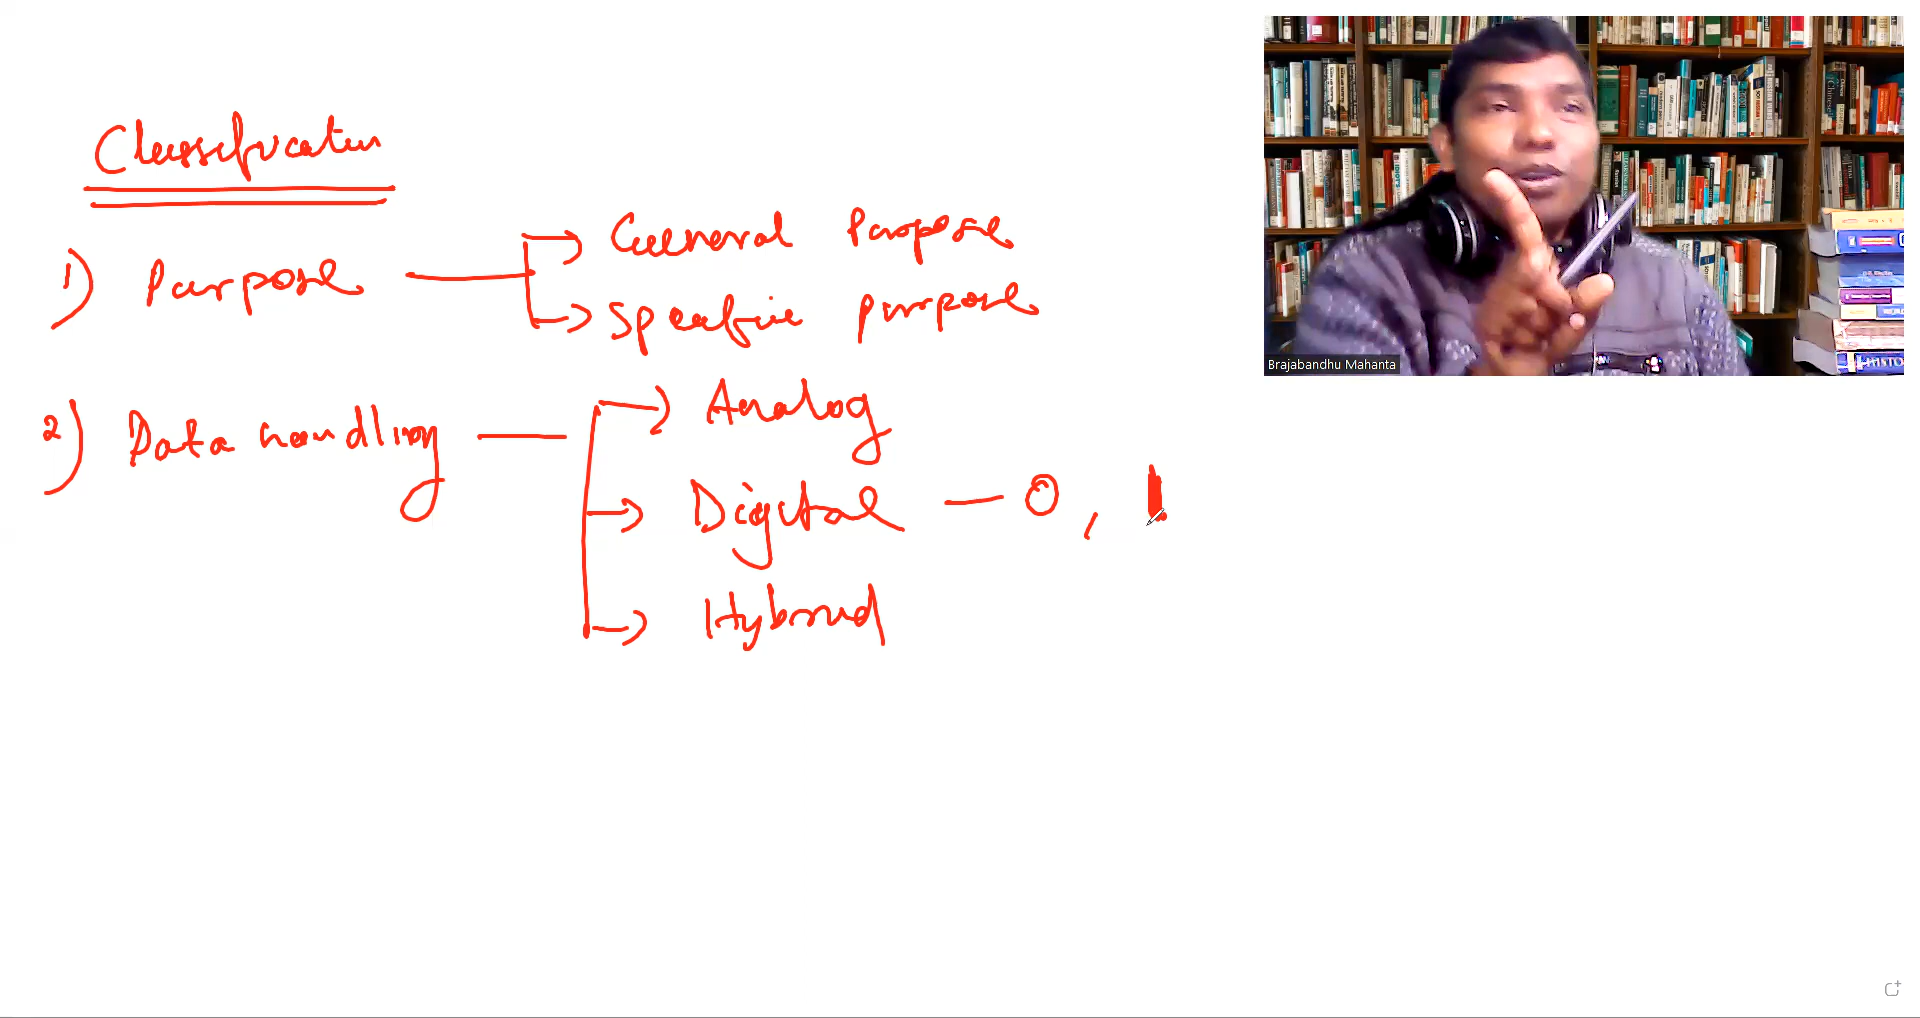 Classification
1) Purpose
General Purpose
Specific purpose
2) Data handling
Analog
Digital — 0, 1
Hybrid
Brajabandhu Mahanta